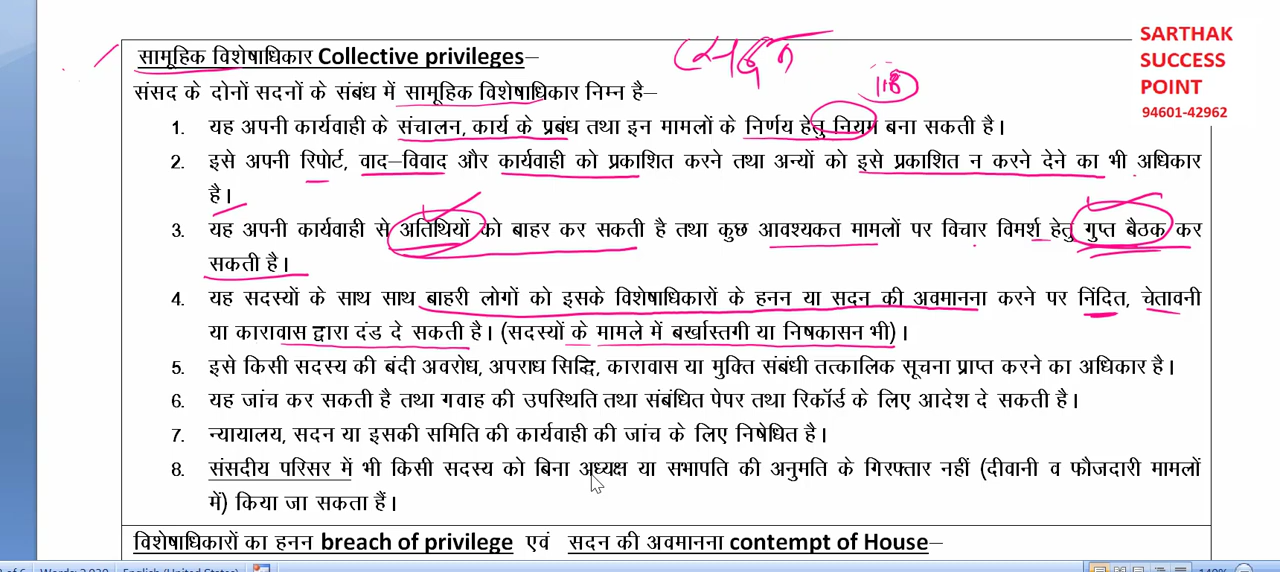 सामूहिक विशेषाधिकार Collective privileges–
सदन
SARTHAK
SUCCESS
POINT
94601-42962
संसद के दोनों सदनों के संबंध में सामूहिक विशेषाधिकार निम्न है–
118
1. यह अपनी कार्यवाही के संचालन, कार्य के प्रबंध तथा इन मामलों के निर्णय हेतु नियम बना सकती है।
2. इसे अपनी रिपोर्ट, वाद–विवाद और कार्यवाही को प्रकाशित करने तथा अन्यों को इसे प्रकाशित न करने देने का भी अधिकार
है।
3. यह अपनी कार्यवाही से अतिथियों को बाहर कर सकती है तथा कुछ आवश्यकत मामलों पर विचार विमर्श हेतु गुप्त बैठक कर
सकती है।
4. यह सदस्यों के साथ साथ बाहरी लोगों को इसके विशेषाधिकारों के हनन या सदन की अवमानना करने पर निंदित, चेतावनी
या कारावास द्वारा दंड दे सकती है। (सदस्यों के मामले में बर्खास्तगी या निषकासन भी)।
5. इसे किसी सदस्य की बंदी अवरोध, अपराध सिद्धि, कारावास या मुक्ति संबंधी तत्कालिक सूचना प्राप्त करने का अधिकार है।
6. यह जांच कर सकती है तथा गवाह की उपस्थिति तथा संबंधित पेपर तथा रिकॉर्ड के लिए आदेश दे सकती है।
7. न्यायालय, सदन या इसकी समिति की कार्यवाही की जांच के लिए निषेधित है।
8. संसदीय परिसर में भी किसी सदस्य को बिना अध्यक्ष या सभापति की अनुमति के गिरफ्तार नहीं (दीवानी व फौजदारी मामलों
में) किया जा सकता हैं।
विशेषाधिकारों का हनन breach of privilege एवं सदन की अवमानना contempt of House–